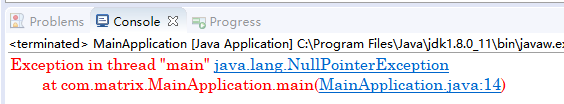 Problems Console Progress
<terminated> MainApplication [Java Application] C:\Program Files\Java\jdk1.8.0_11\bin\javaw.e
Exception in thread "main" java.lang.NullPointerException
at com.matrix.MainApplication.main(MainApplication.java:14)